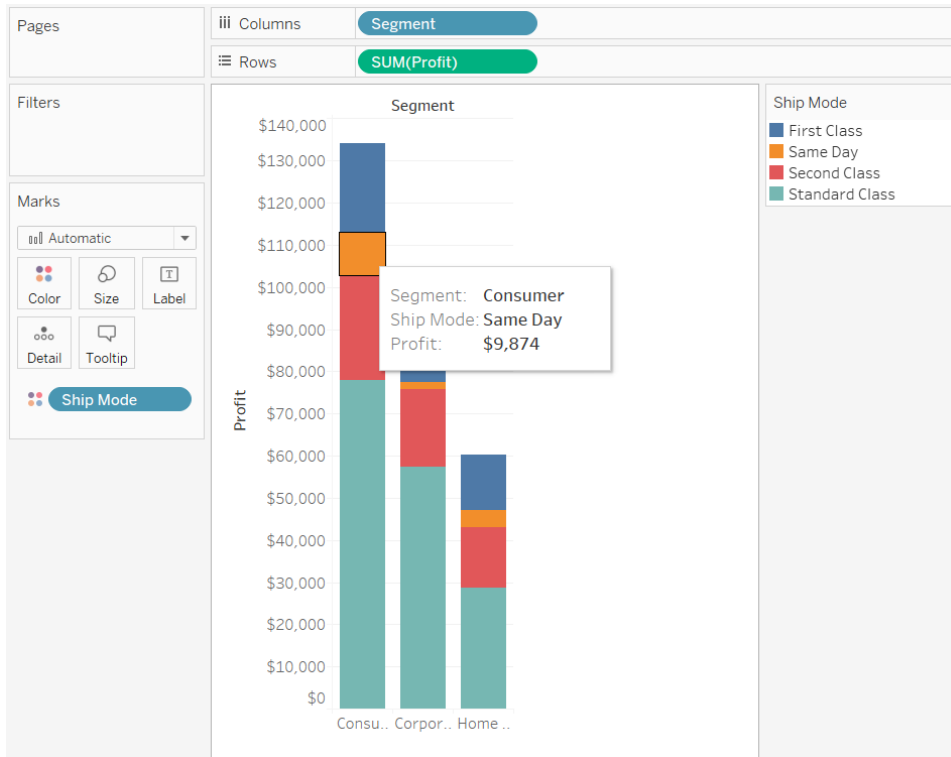 Pages
Columns
Segment
Rows
SUM(Profit)
Filters
Marks
Automatic
Color
Size
T
Label
Detail
Tooltip
Ship Mode
Segment
Profit
$140,000
$130,000
$120,000
$110,000
$100,000
$90,000
$80,000
$70,000
$60,000
$50,000
$40,000
$30,000
$20,000
$10,000
$0
Consu.. Corpor.. Home ..
Segment: Consumer
Ship Mode: Same Day
Profit: $9,874
Ship Mode
First Class
Same Day
Second Class
Standard Class